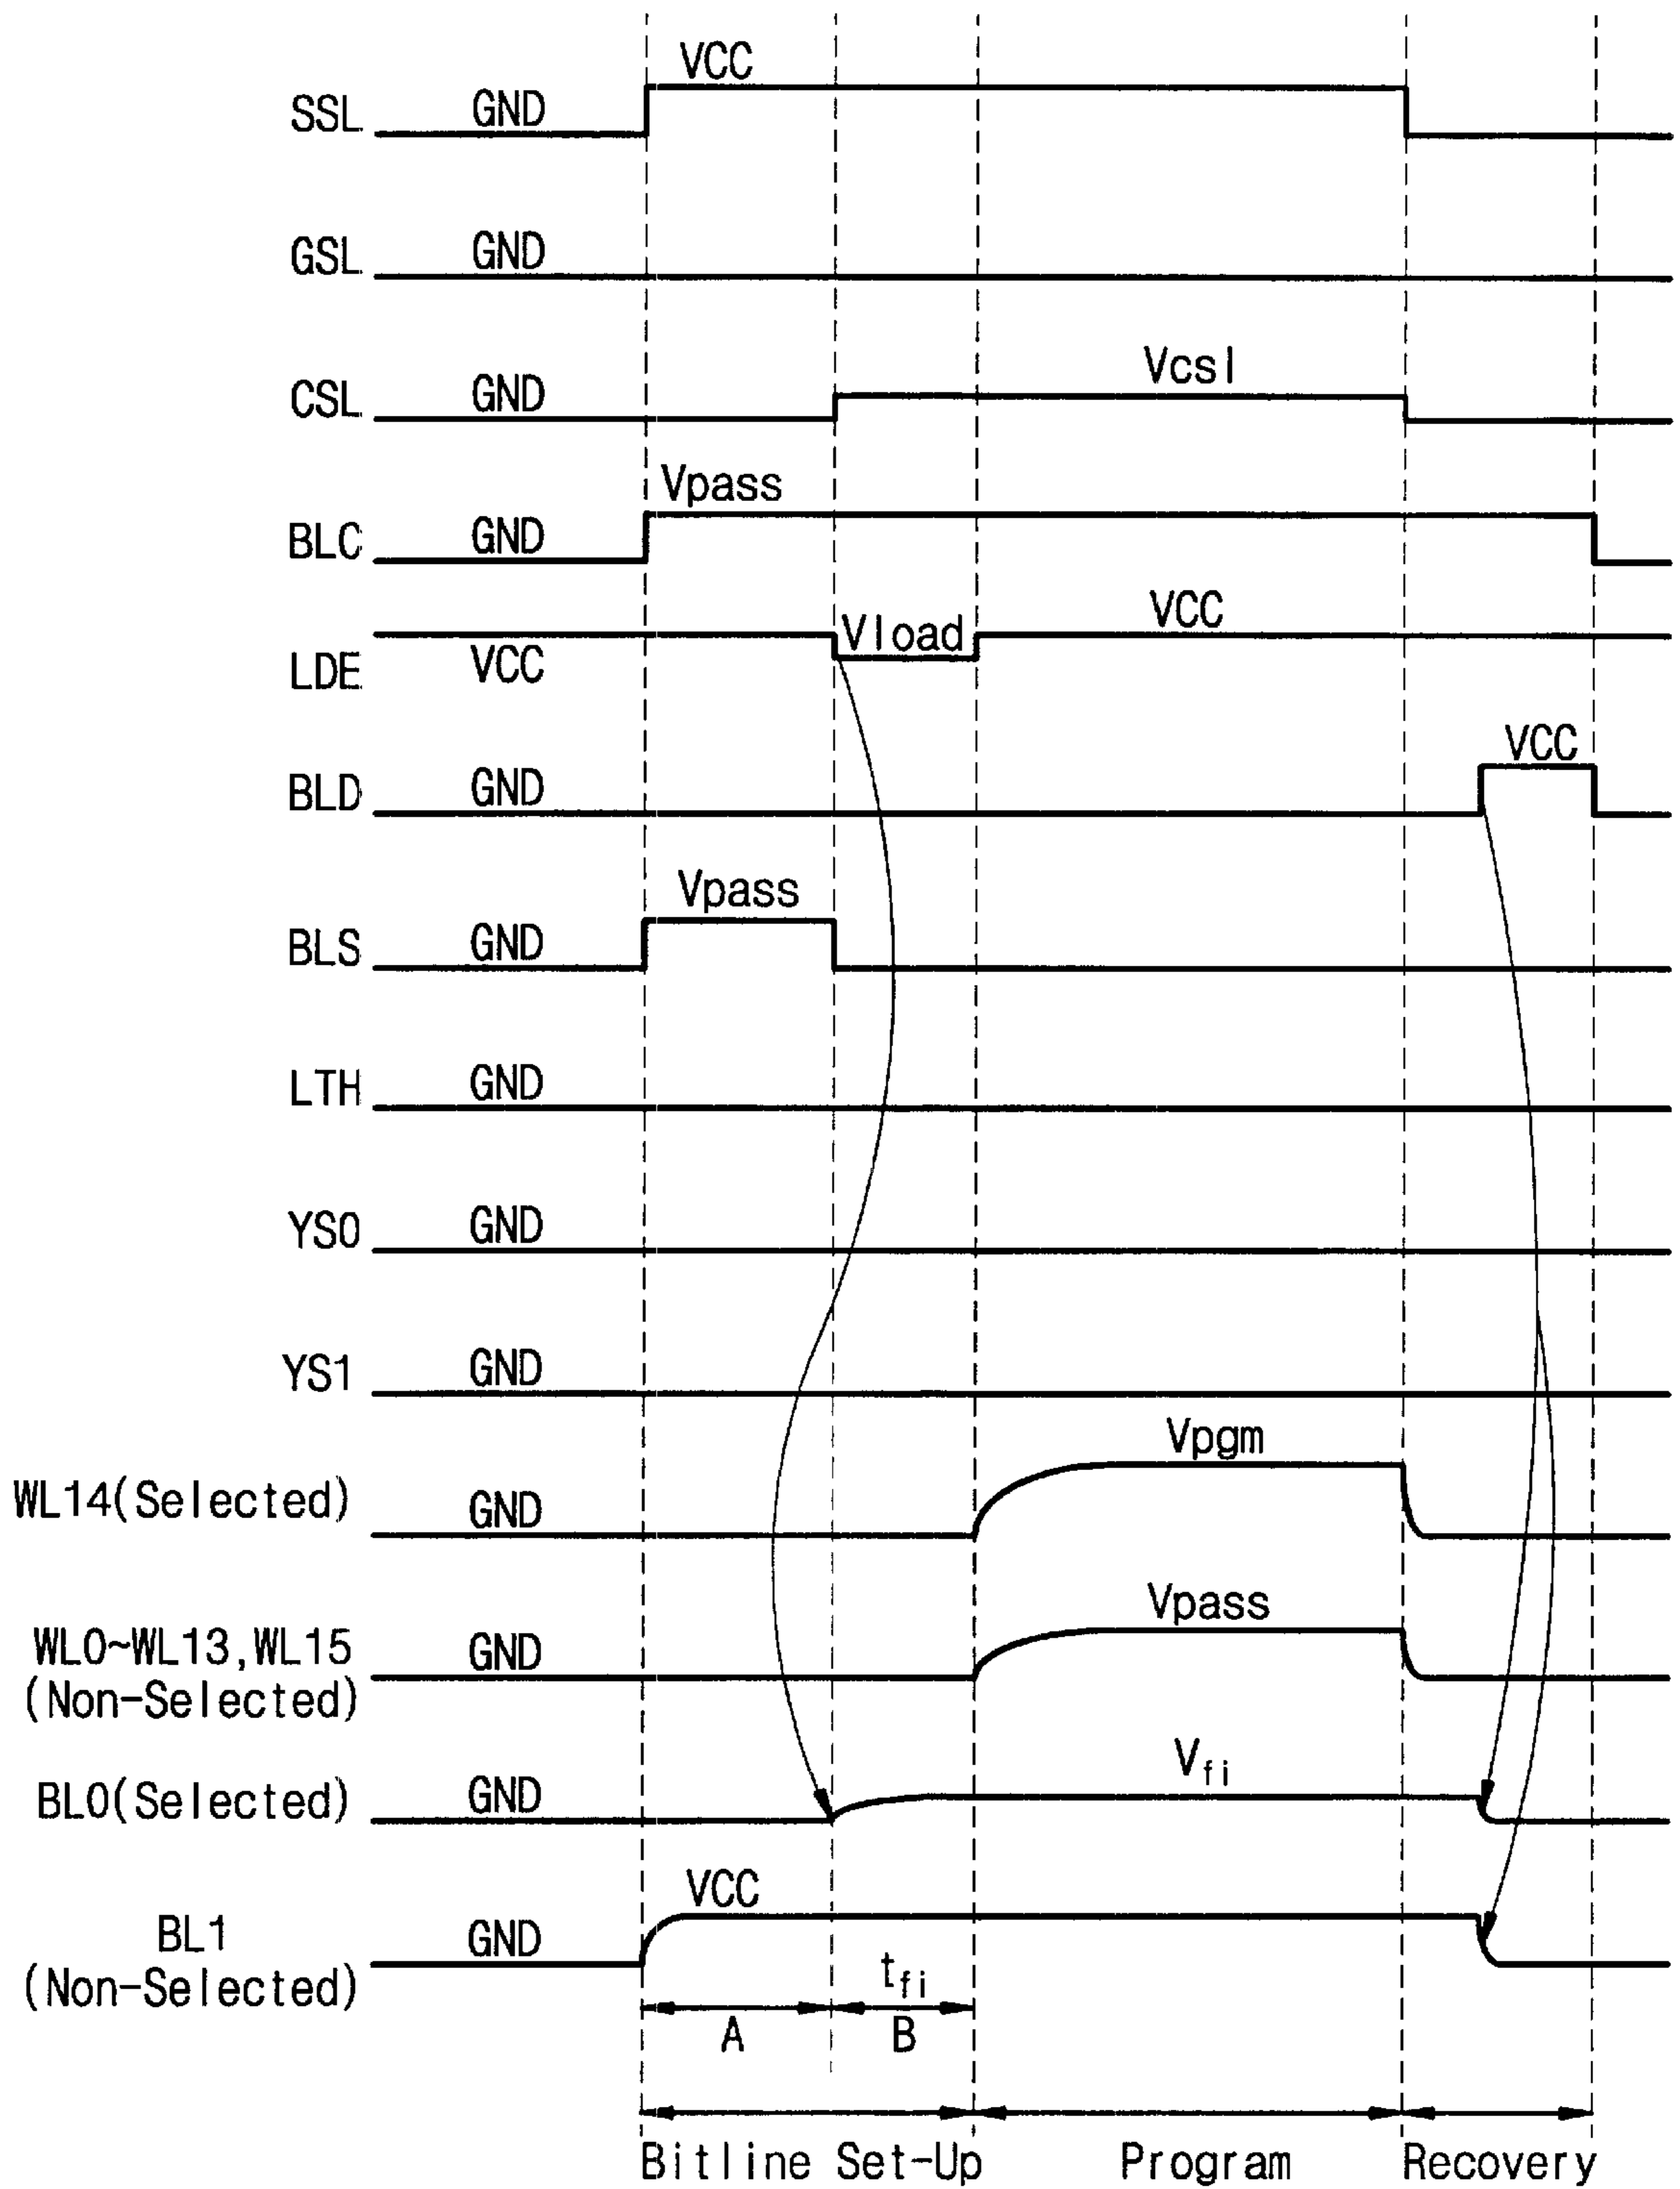 VCC
SSL GND
GSL GND
Vcsl
CSL GND
Vpass
BLC GND
Vload VCC
LDE VCC
VCC
BLD GND
Vpass
BLS GND
LTH GND
YS0 GND
YS1 GND
Vpgm
WL14(Selected) GND
Vpass
WL0~WL13,WL15 GND
(Non-Selected)
Vfi
BL0(Selected) GND
VCC
BL1 GND
(Non-Selected)
tfi
A B
Bitline Set-Up Program Recovery